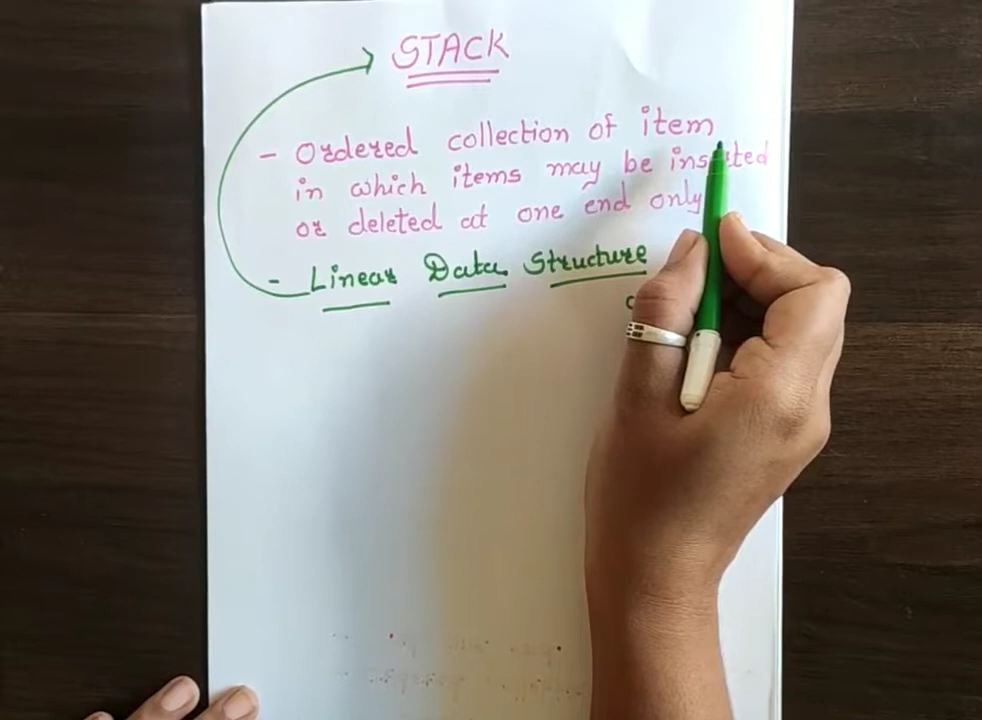 STACK
- Ordered collection of item
in which items may be inserted
or deleted at one end only
- Linear Data Structure